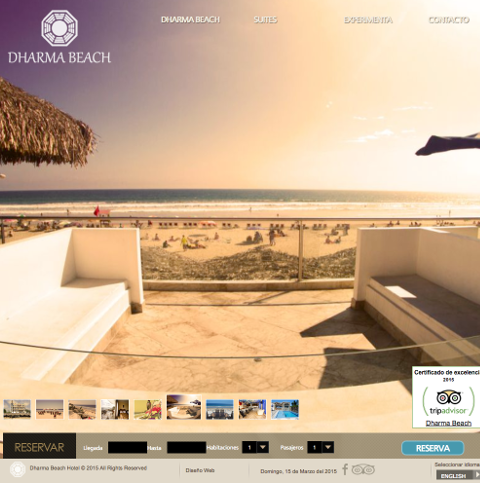 DHARMA BEACH
SUITES
EXPERIMENTA
CONTACTO
DHARMA BEACH
Certificado de excelenci
2015
tripadvisor
Dharma Beach
RESERVAR
Llegada
Hasta
Habitaciones
1
Pasajeros
1
RESERVA
Dharma Beach Hotel © 2015 All Rights Reserved
Diseño Web
Domingo, 15 de Marzo del 2015
Seleccionar idioma
ENGLISH